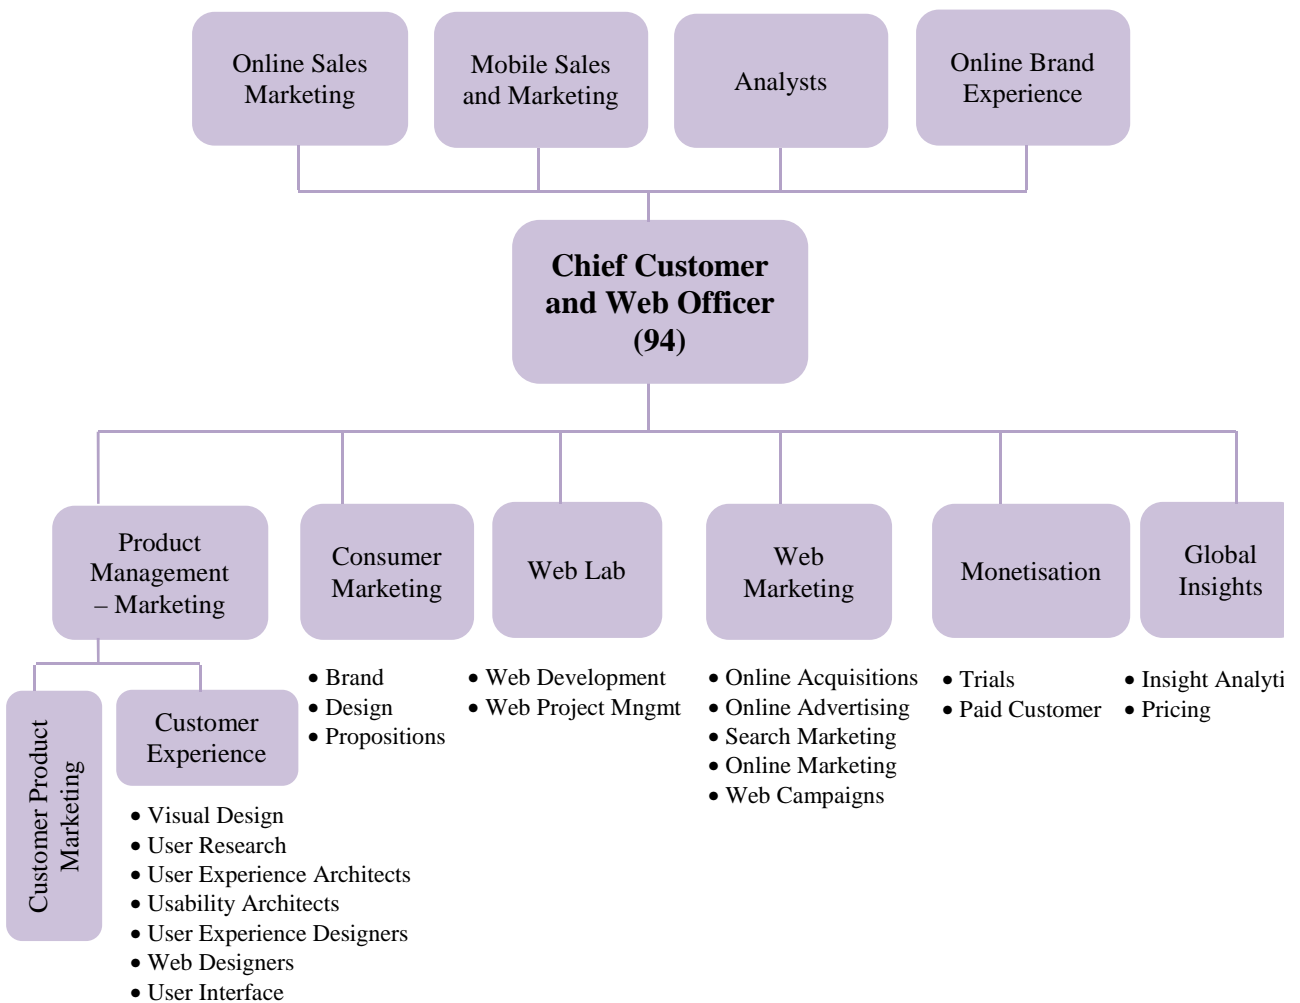 Online Sales
Marketing
Mobile Sales
and Marketing
Analysts
Online Brand
Experience
Chief Customer
and Web Officer
(94)
Product
Management
– Marketing
Consumer
Marketing
Web Lab
Web
Marketing
Monetisation
Global
Insights
Customer Product
Marketing
Customer
Experience
• Visual Design
• User Research
• User Experience Architects
• Usability Architects
• User Experience Designers
• Web Designers
• User Interface
• Brand
• Design
• Propositions
• Web Development
• Web Project Mngmt
• Online Acquisitions
• Online Advertising
• Search Marketing
• Online Marketing
• Web Campaigns
• Trials
• Paid Customer
• Insight Analyti
• Pricing